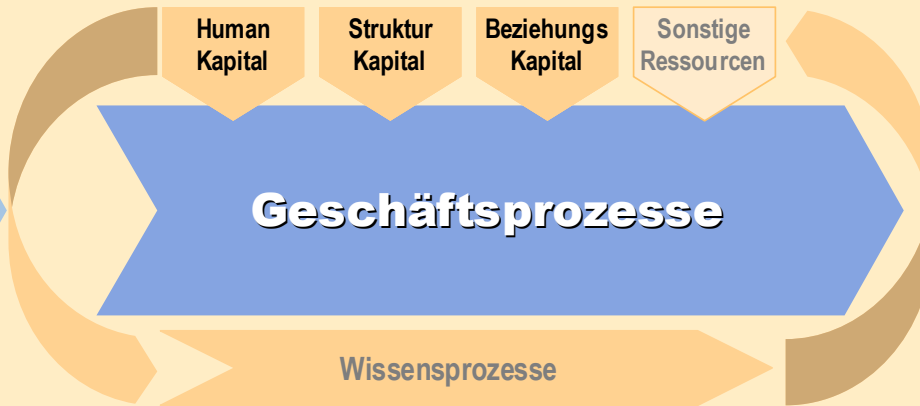 Human
Kapital
Struktur
Kapital
Beziehungs
Kapital
Sonstige
Ressourcen
Geschäftsprozesse
Wissensprozesse